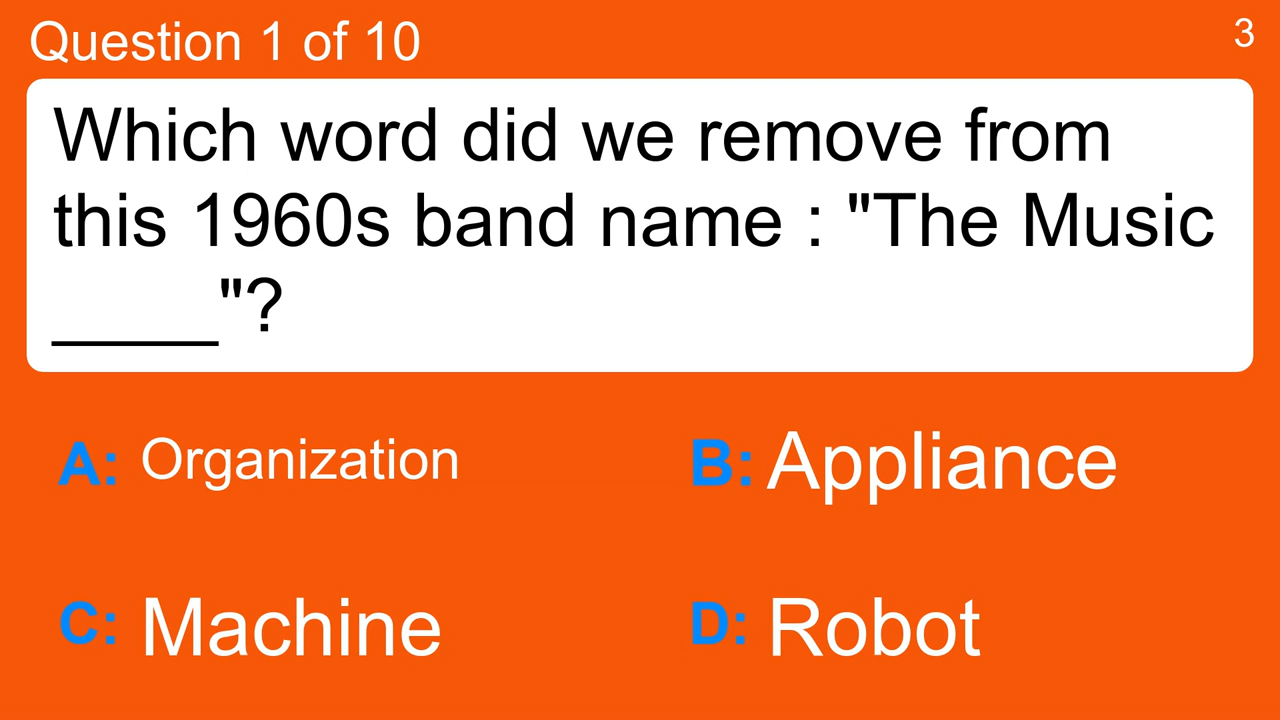 Question 1 of 10
3
Which word did we remove from
this 1960s band name : "The Music
____"?
A: Organization
B: Appliance
C: Machine
D: Robot